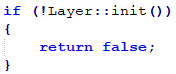 if (!Layer::init())
{
    return false;
}